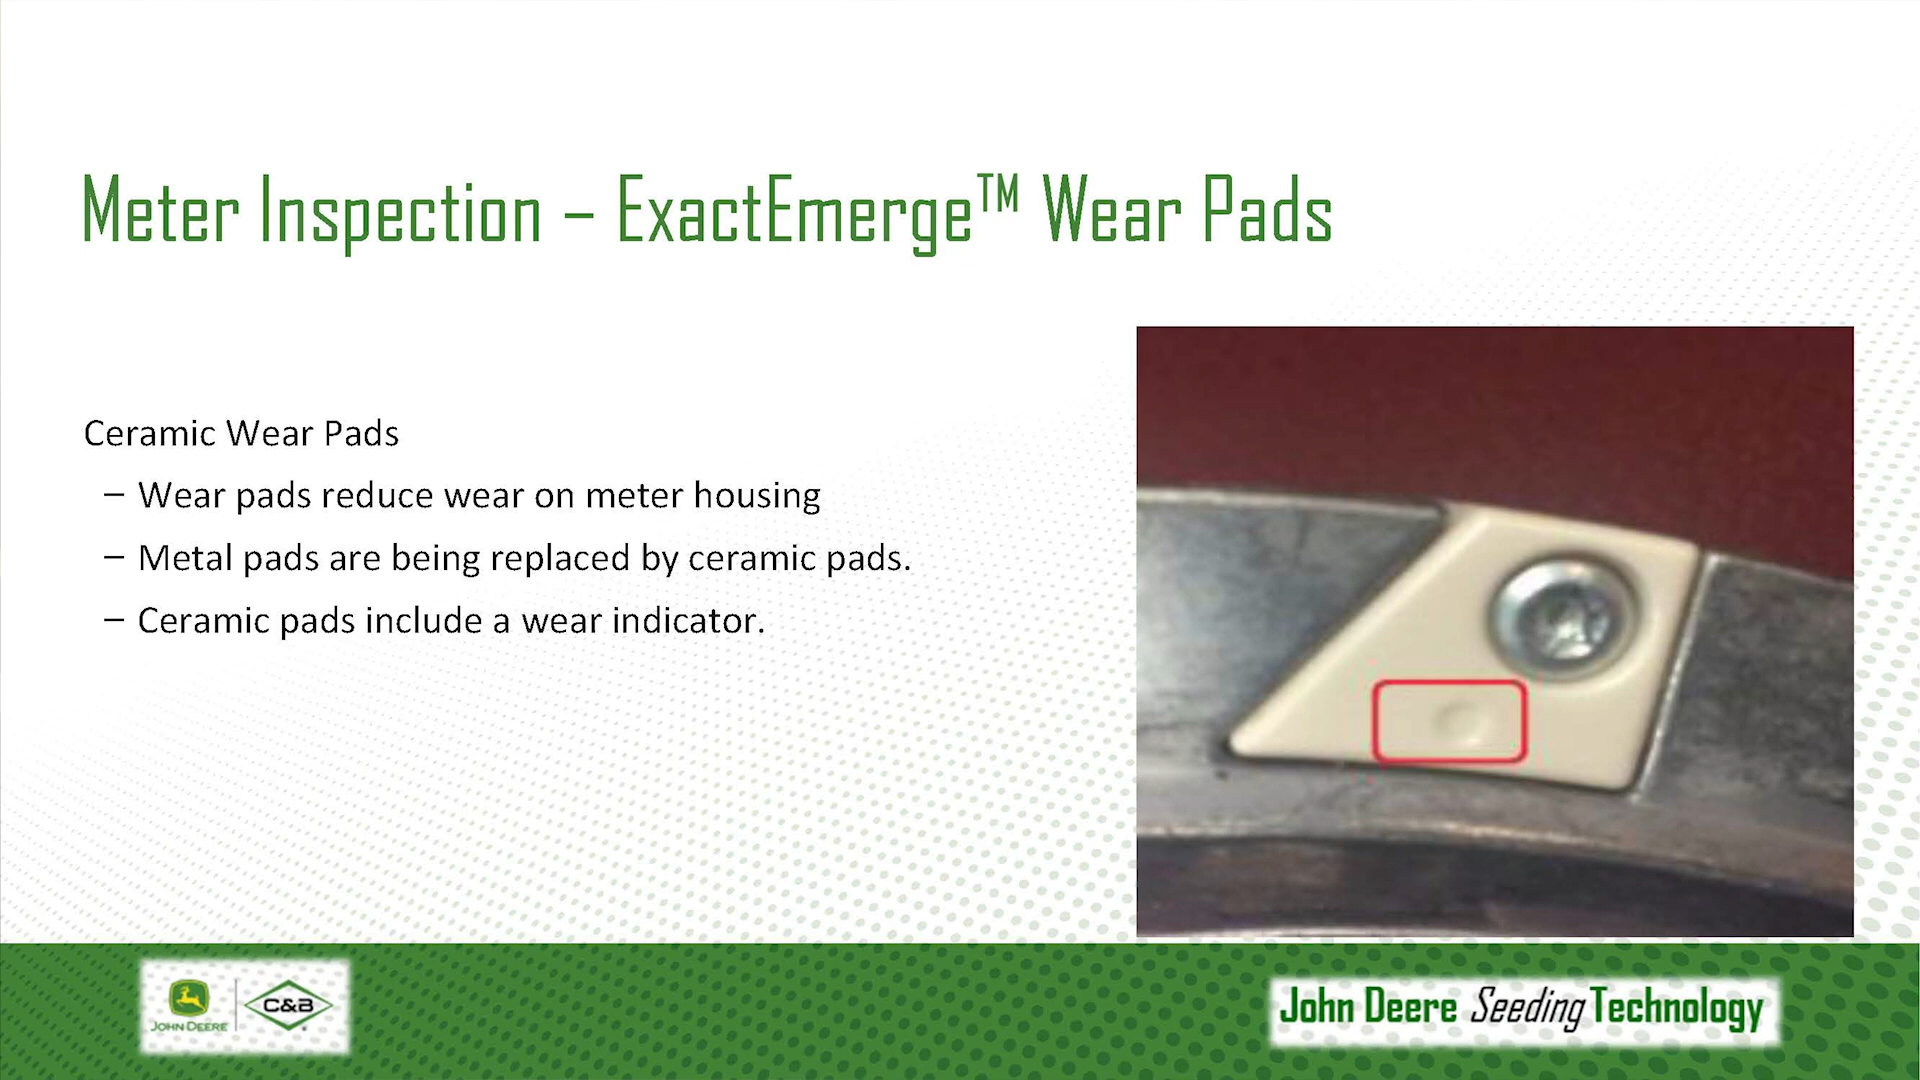 Meter Inspection – ExactEmerge™ Wear Pads
Ceramic Wear Pads
– Wear pads reduce wear on meter housing
– Metal pads are being replaced by ceramic pads.
– Ceramic pads include a wear indicator.
JOHN DEERE
C&B
John Deere Seeding Technology